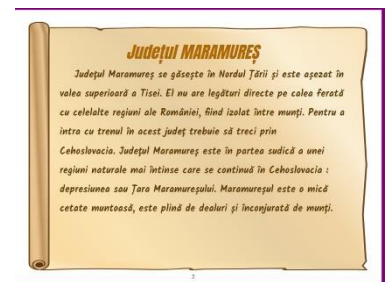 Județul MARAMUREȘ
Județul Maramureș se găsește în Nordul Țării și este așezat în
valea superioară a Tisei. El nu are legături directe pe calea ferată
cu celelalte regiuni ale României, fiind izolat între munți. Pentru a
intra cu trenul în acest județ trebuie să treci prin
Cehoslovacia. Județul Maramureș este în partea sudică a unei
regiuni naturale mai întinse care se continuă în Cehoslovacia :
depresiunea sau Țara Maramureșului. Maramureșul este o mică
cetate muntoasă, este plină de dealuri și înconjurată de munți.